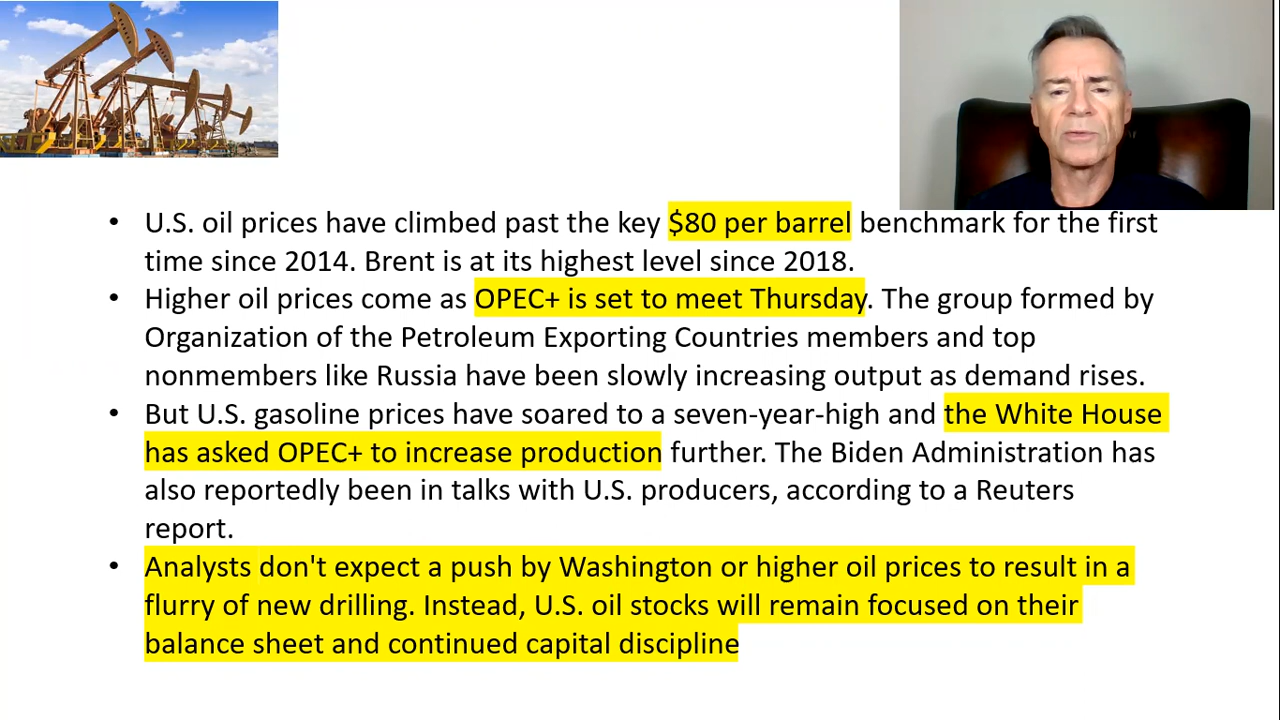 • U.S. oil prices have climbed past the key $80 per barrel benchmark for the first
time since 2014. Brent is at its highest level since 2018.
• Higher oil prices come as OPEC+ is set to meet Thursday. The group formed by
Organization of the Petroleum Exporting Countries members and top
nonmembers like Russia have been slowly increasing output as demand rises.
• But U.S. gasoline prices have soared to a seven-year-high and the White House
has asked OPEC+ to increase production further. The Biden Administration has
also reportedly been in talks with U.S. producers, according to a Reuters
report.
• Analysts don't expect a push by Washington or higher oil prices to result in a
flurry of new drilling. Instead, U.S. oil stocks will remain focused on their
balance sheet and continued capital discipline